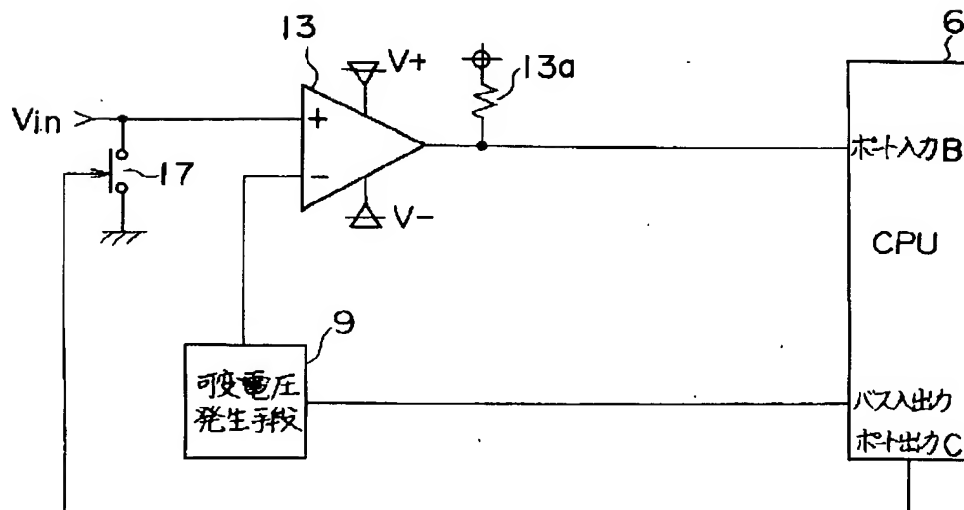 13
V+
13a
6
Vin
+
17
−
V−
ポート入力B
CPU
9
可変電圧
発生手段
バス入出力
ポート出力C